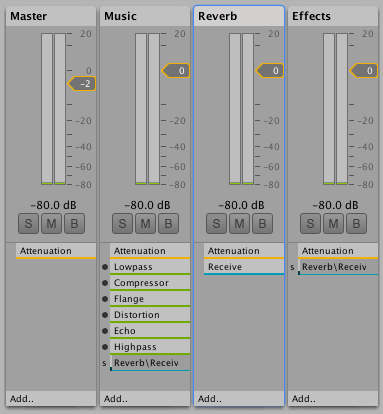 Master
20
0
-2
-20
-40
-60
-80
-80.0 dB
S M B
Attenuation
Add..
Music
20
0
-20
-40
-60
-80
-80.0 dB
S M B
Attenuation
Lowpass
Compressor
Flange
Distortion
Echo
Highpass
s Reverb\Receiv
Add..
Reverb
20
0
-20
-40
-60
-80
-80.0 dB
S M B
Attenuation
Receive
Add..
Effects
20
0
-20
-40
-60
-80
-80.0 dB
S M B
Attenuation
s Reverb\Receiv
Add..